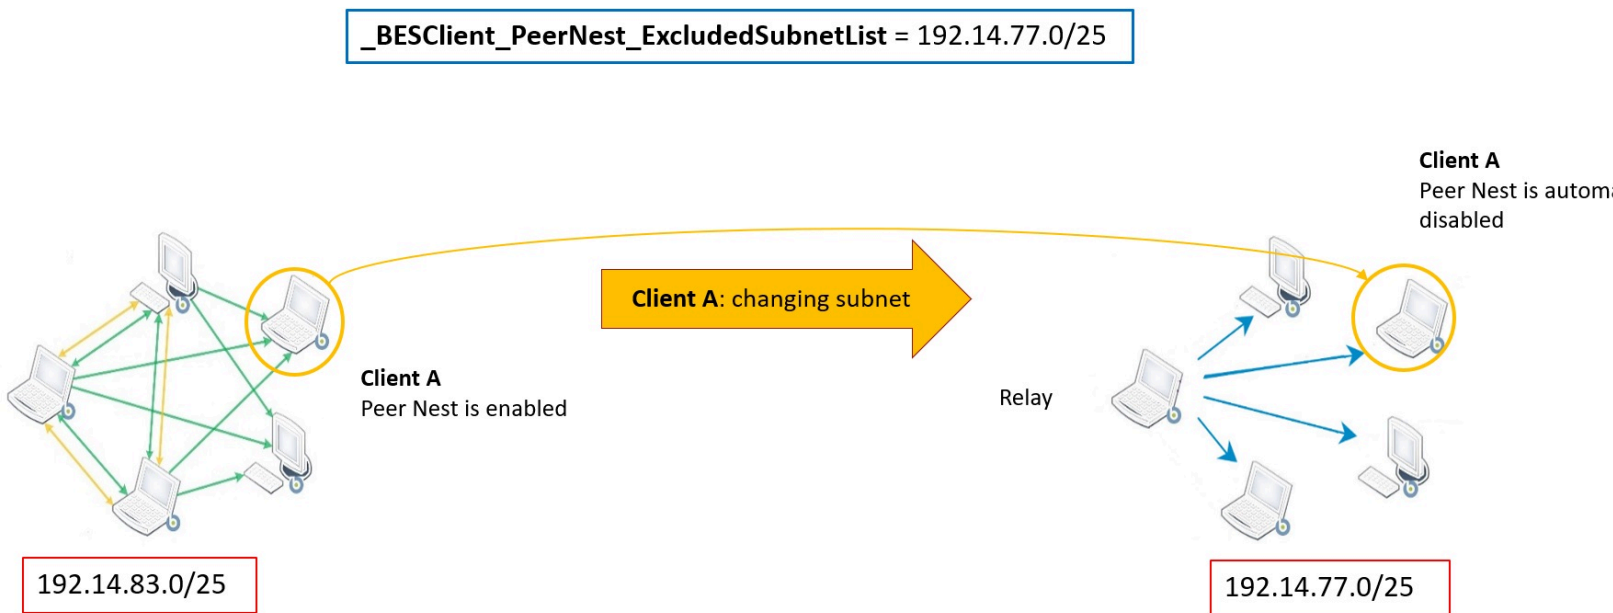 _BESClient_PeerNest_ExcludedSubnetList = 192.14.77.0/25
Client A
Peer Nest is
disabled
Client A: changing subnet
Client A
Peer Nest is enabled
Relay
192.14.83.0/25
192.14.77.0/25